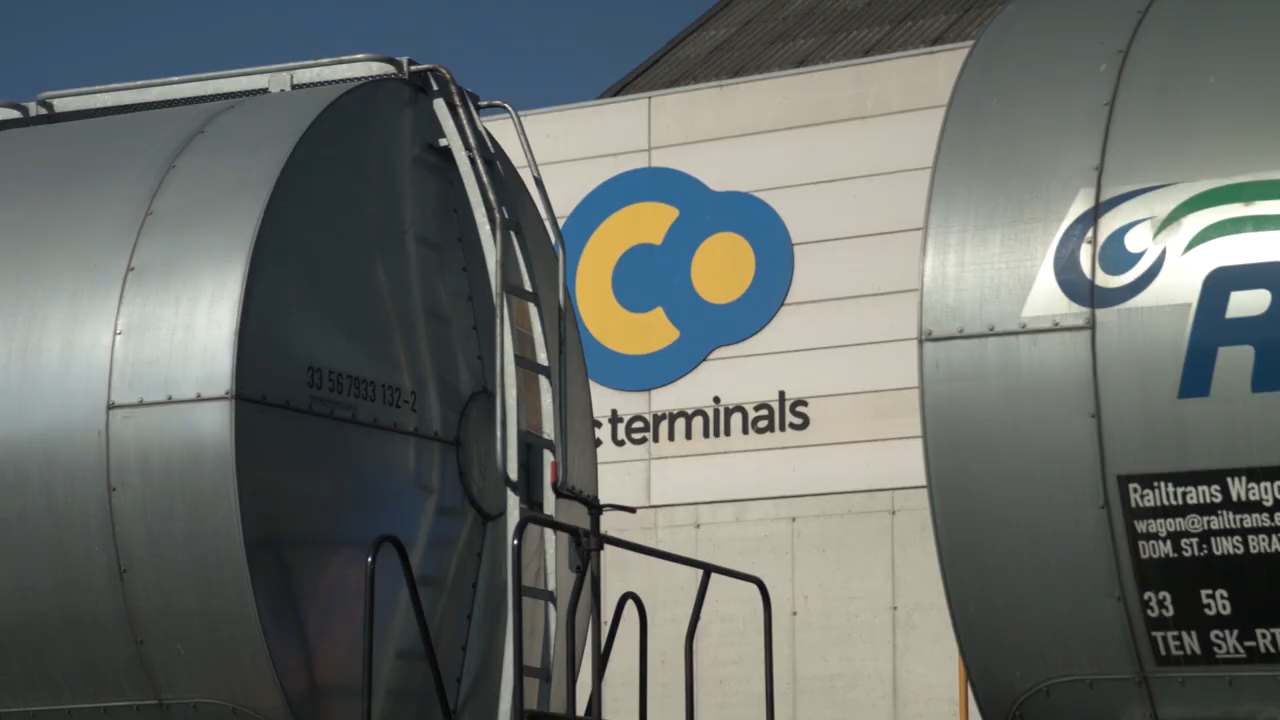 33 56 7933 132-2
co
c terminals
R
Railtrans Wago
wagon@railtrans.e
DOM. ST.: UNS BRA
33 56
TEN SK-RT